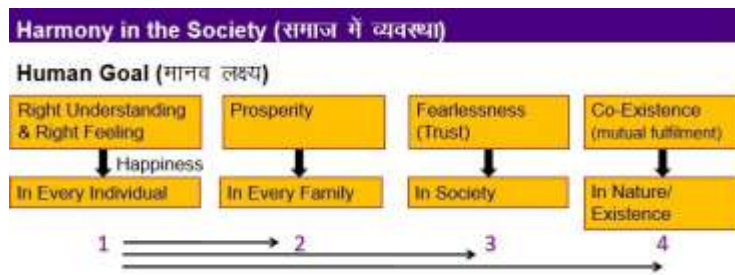 Harmony in the Society (समाज में व्यवस्था)
Human Goal (मानव लक्ष्य)
Right Understanding
& Right Feeling
Prosperity
Fearlessness
(Trust)
Co-Existence
(mutual fulfilment)
Happiness
In Every Individual
In Every Family
In Society
In Nature/
Existence
1
2
3
4